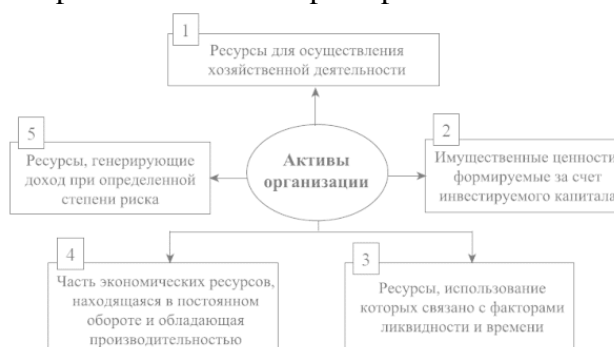 1
Ресурсы для осуществления
хозяйственной деятельности
5
Ресурсы, генерирующие
доход при определенной
степени риска
Активы
организации
2
Имущественные ценности
формируемые за счет
инвестируемого капитала
4
Часть экономических ресурсов,
находящаяся в постоянном
обороте и обладающая
производительностью
3
Ресурсы, использование
которых связано с факторами
ликвидности и времени